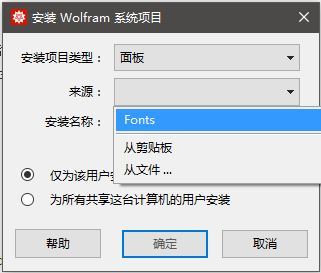 安装 Wolfram 系统项目
安装项目类型： 面板
来源：
安装名称：
Fonts
从剪贴板
从文件 ...
仅为该用户
为所有共享这台计算机的用户安装
帮助 确定 取消